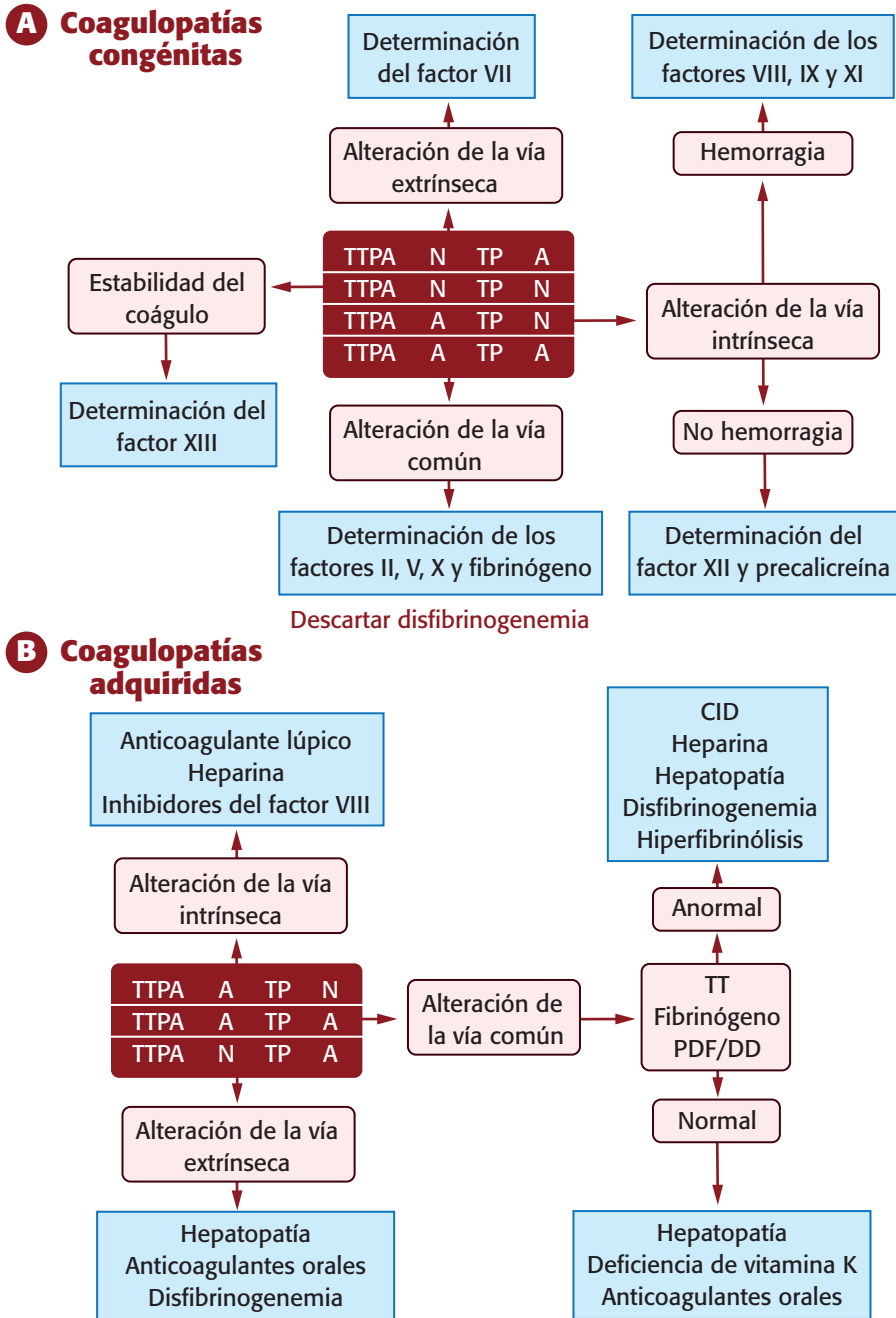 A Coagulopatías
congénitas
Determinación
del factor VII
Determinación de los
factores VIII, IX y XI
Alteración de la vía
extrínseca
Hemorragia
TTPA N TP A
TTPA N TP N
TTPA A TP N
TTPA A TP A
Estabilidad del
coágulo
Alteración de la vía
intrínseca
Determinación del
factor XIII
Alteración de la vía
común
No hemorragia
Determinación de los
factores II, V, X y fibrinógeno
Determinación del
factor XII y precalicreína
Descartar disfibrinogenemia
B Coagulopatías
adquiridas
Anticoagulante lúpico
Heparina
Inhibidores del factor VIII
CID
Heparina
Hepatopatía
Disfibrinogenemia
Hiperfibrinólisis
Alteración de la vía
intrínseca
Anormal
TTPA A TP N
TTPA A TP A
TTPA N TP A
Alteración de
la vía común
TT
Fibrinógeno
PDF/DD
Alteración de la vía
extrínseca
Normal
Hepatopatía
Anticoagulantes orales
Disfibrinogenemia
Hepatopatía
Deficiencia de vitamina K
Anticoagulantes orales